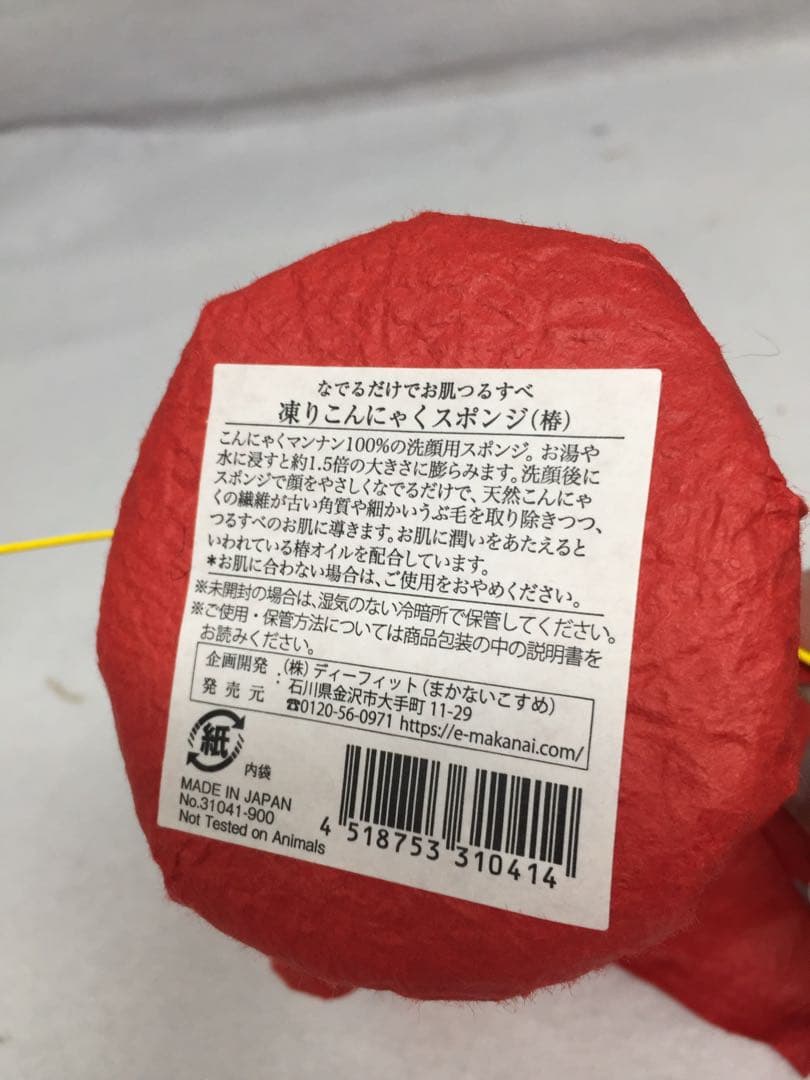 なでるだけでお肌つるすべ
凍りこんにゃくスポンジ(椿)
こんにゃくマンナン100%の洗顔用スポンジ。お湯や
水に浸すと約1.5倍の大きさに膨らみます。洗顔後に
スポンジで顔をやさしくなでるだけで、天然こんにゃ
くの繊維が古い角質や細かいうぶ毛を取り除きつつ、
つるすべのお肌に導きます。お肌に潤いをあたえると
いわれている椿オイルを配合しています。
*お肌に合わない場合は、ご使用をおやめください。
※未開封の場合は、湿気のない冷暗所で保管してください。
※ご使用・保管方法については商品包装の中の説明書を
お読みください。
企画開発 : (株)ディーフィット(まかないこすめ)
発売元 石川県金沢市大手町 11-29
☎0120-56-0971 https://e-makanai.com/
紙 内袋
MADE IN JAPAN
No.31041-900
Not Tested on Animals
4 518753 310414